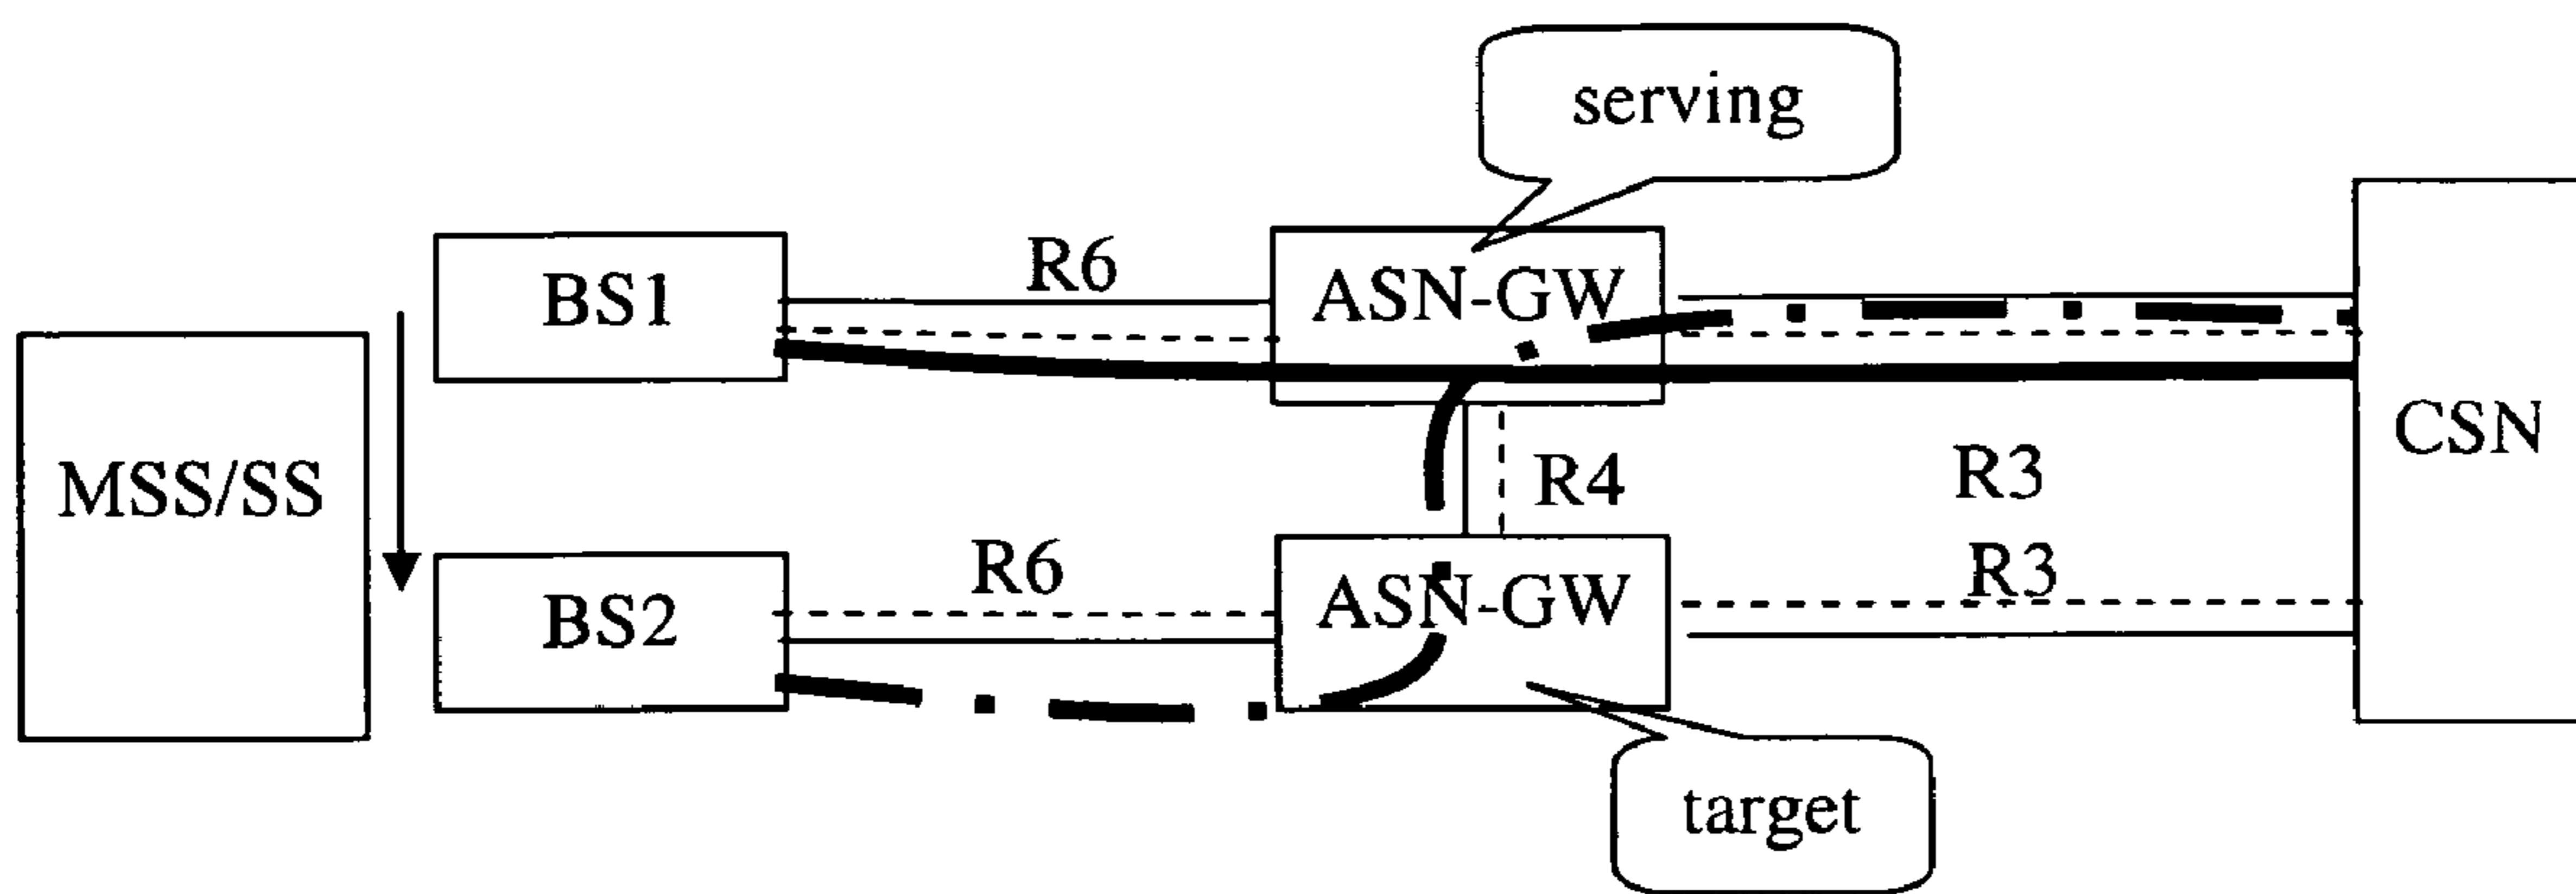 serving
R6
BS1
ASN-GW
MSS/SS
CSN
R4
R3
R6
R3
BS2
ASN-GW
target